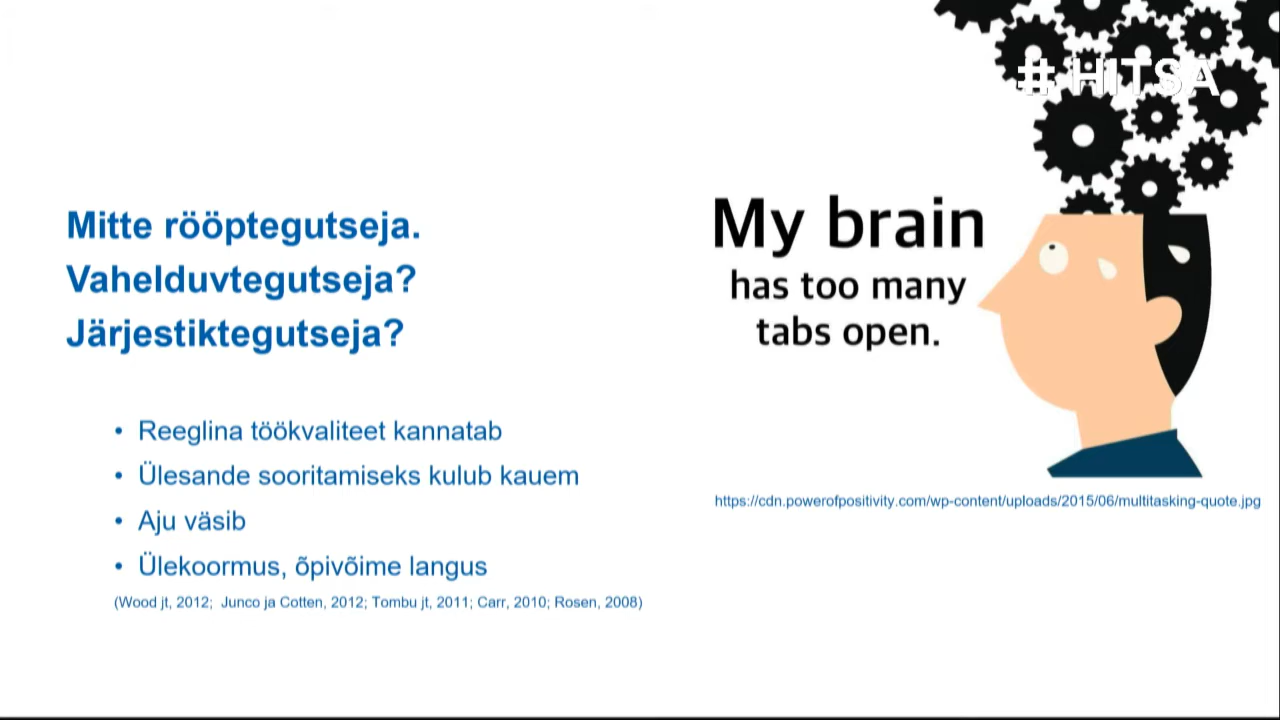 # HITSA
Mitte rööptegutseja.
Vahelduvtegutseja?
Järjestiktegutseja?
• Reeglina töökvaliteet kannatab
• Ülesande sooritamiseks kulub kauem
• Aju väsib
• Ülekoormus, õpivõime langus
(Wood jt, 2012;  Junco ja Cotten, 2012; Tombu jt, 2011; Carr, 2010; Rosen, 2008)
My brain
has too many
tabs open.
https://cdn.powerofpositivity.com/wp-content/uploads/2015/06/multitasking-quote.jpg